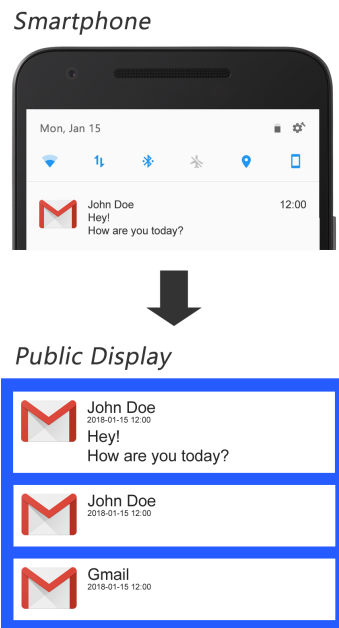 Smartphone
Mon, Jan 15
John Doe 12:00
Hey!
How are you today?
Public Display
John Doe
2018-01-15 12:00
Hey!
How are you today?
John Doe
2018-01-15 12:00
Gmail
2018-01-15 12:00